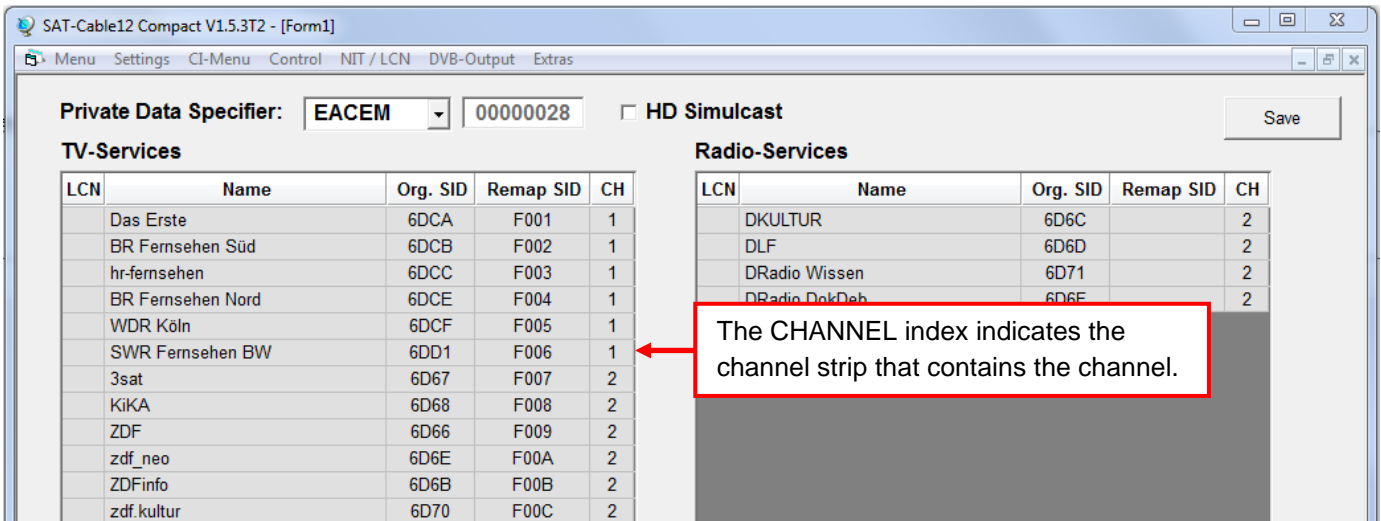 SAT-Cable12 Compact V1.5.3T2 - [Form1]
Menu Settings CI-Menu Control NIT / LCN DVB-Output Extras
Private Data Specifier: EACEM 00000028 HD Simulcast Save
TV-Services Radio-Services
LCN Name Org. SID Remap SID CH LCN Name Org. SID Remap SID CH
Das Erste 6DCA F001 1 DKULTUR 6D6C 2
BR Fernsehen Süd 6DCB F002 1 DLF 6D6D 2
hr-fernsehen 6DCC F003 1 DRadio Wissen 6D71 2
BR Fernsehen Nord 6DCE F004 1 DRadio DokDeb 2
WDR Köln 6DCF F005 1
SWR Fernsehen BW 6DD1 F006 1
The CHANNEL index indicates the
channel strip that contains the channel.
3sat 6D67 F007 2
KiKA 6D68 F008 2
ZDF 6D66 F009 2
zdf_neo 6D6E F00A 2
ZDFinfo 6D6B F00B 2
zdf.kultur 6D70 F00C 2